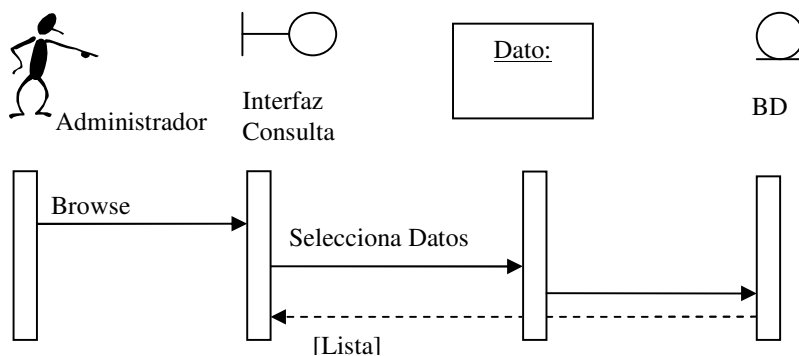 Dato:
Administrador
Interfaz
Consulta
BD
Browse
Selecciona Datos
[Lista]